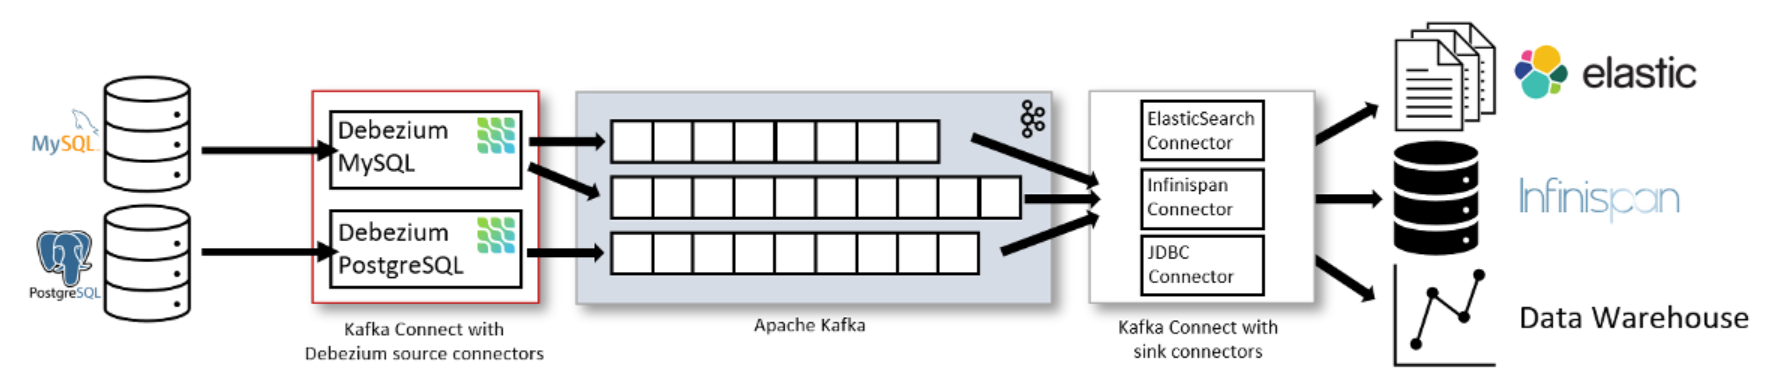 MySQL
PostgreSQL
Debezium
MySQL
Debezium
PostgreSQL
Kafka Connect with
Debezium source connectors
Apache Kafka
ElasticSearch
Connector
Infinispan
Connector
JDBC
Connector
Kafka Connect with
sink connectors
elastic
Infinispan
Data Warehouse